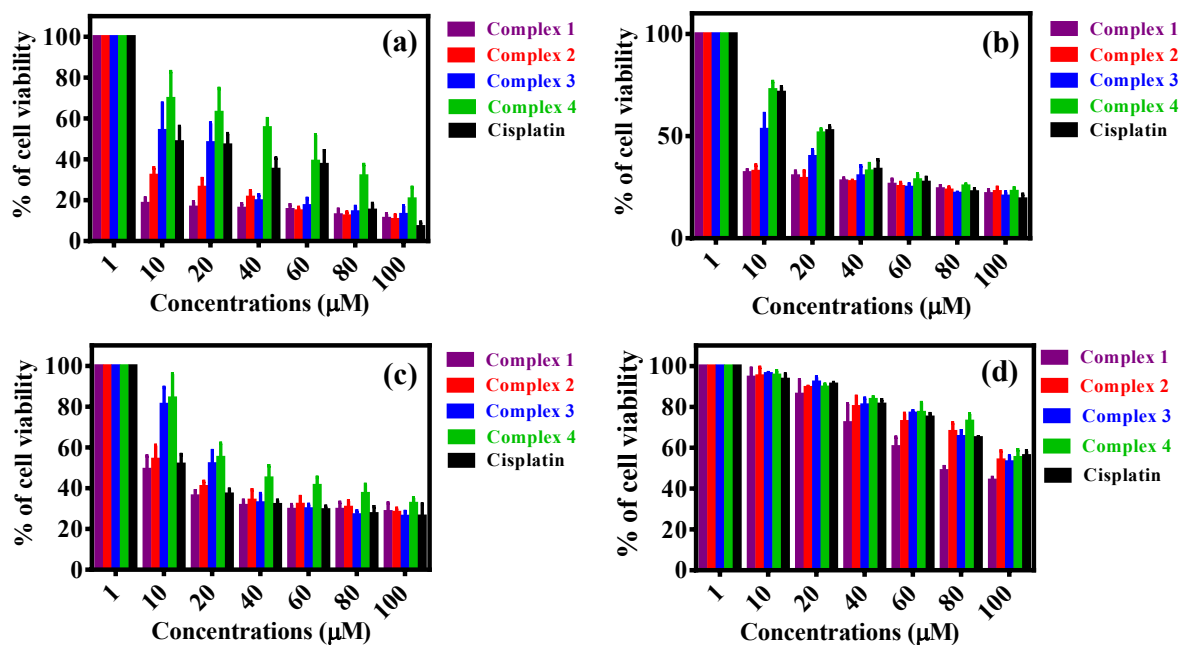 (a)
Complex 1
Complex 2
Complex 3
Complex 4
Cisplatin
% of cell viability
100
80
60
40
20
0
1
10
20
40
60
80
100
Concentrations (μM)
(b)
Complex 1
Complex 2
Complex 3
Complex 4
Cisplatin
% of cell viability
100
50
0
1
10
20
40
60
80
100
Concentrations (μM)
(c)
Complex 1
Complex 2
Complex 3
Complex 4
Cisplatin
% of cell viability
100
80
60
40
20
0
1
10
20
40
60
80
100
Concentrations (μM)
(d)
Complex 1
Complex 2
Complex 3
Complex 4
Cisplatin
% of cell viability
100
80
60
40
20
0
1
10
20
40
60
80
100
Concentrations (μM)